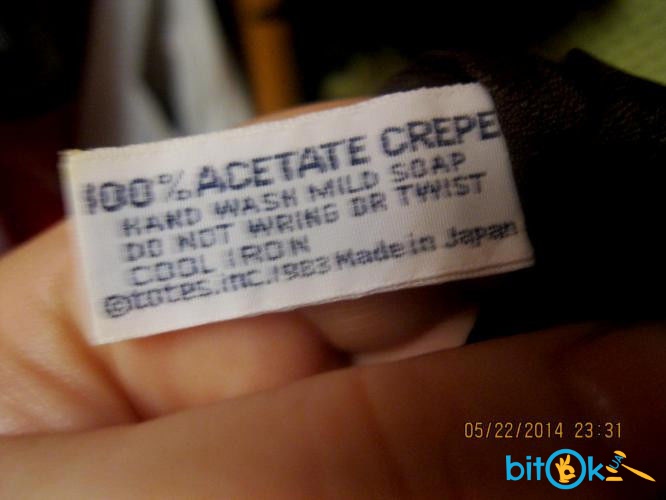 100% ACETATE CREPE
HAND WASH MILD SOAP
DO NOT WRING OR TWIST
COOL IRON
©totes.inc.1983 Made in Japan
05/22/2014 23:31
bitOk
UA